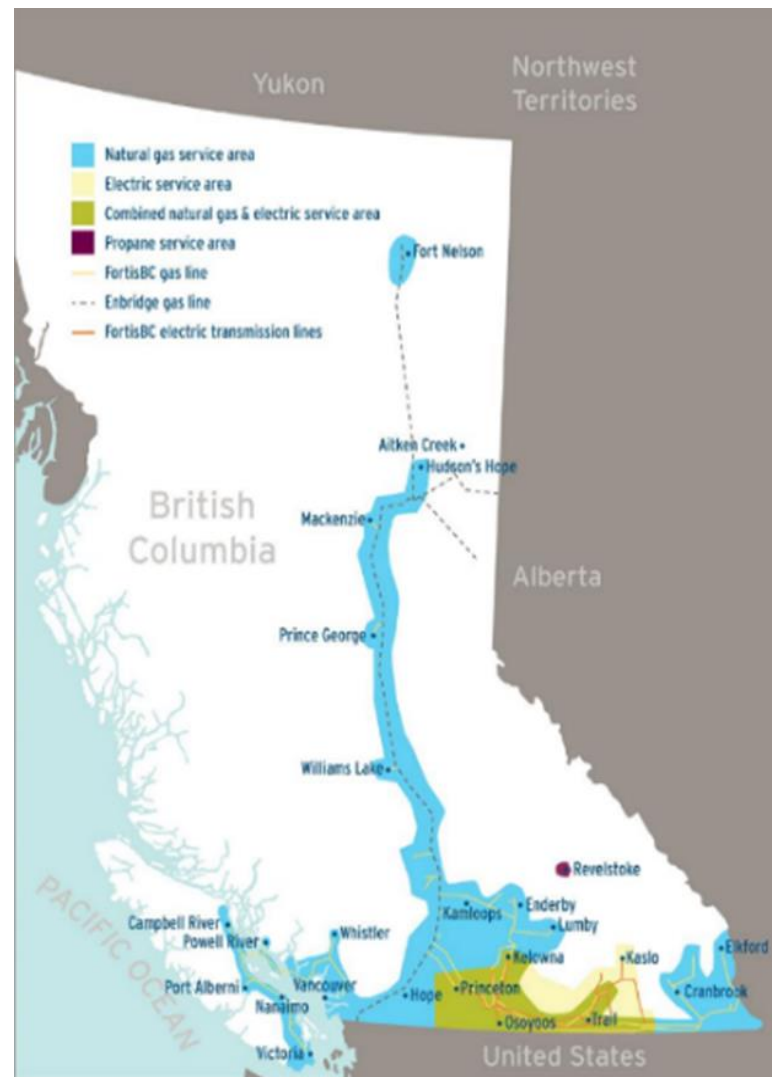 Yukon
Northwest
Territories
Natural gas service area
Electric service area
Combined natural gas & electric service area
Propane service area
FortisBC gas line
Enbridge gas line
FortisBC electric transmission lines
Fort Nelson
Aitken Creek
Hudson's Hope
British
Columbia
Mackenzie
Alberta
Prince George
Williams Lake
Revelstoke
PACIFIC OCEAN
Campbell River
Powell River
Whistler
Kamloops
Enderby
Lumby
Elkford
Port Alberni
Vancouver
Nanaimo
Hope
Kelowna
Princeton
Kaslo
Cranbrook
Osoyoos
Trail
Victoria
United States